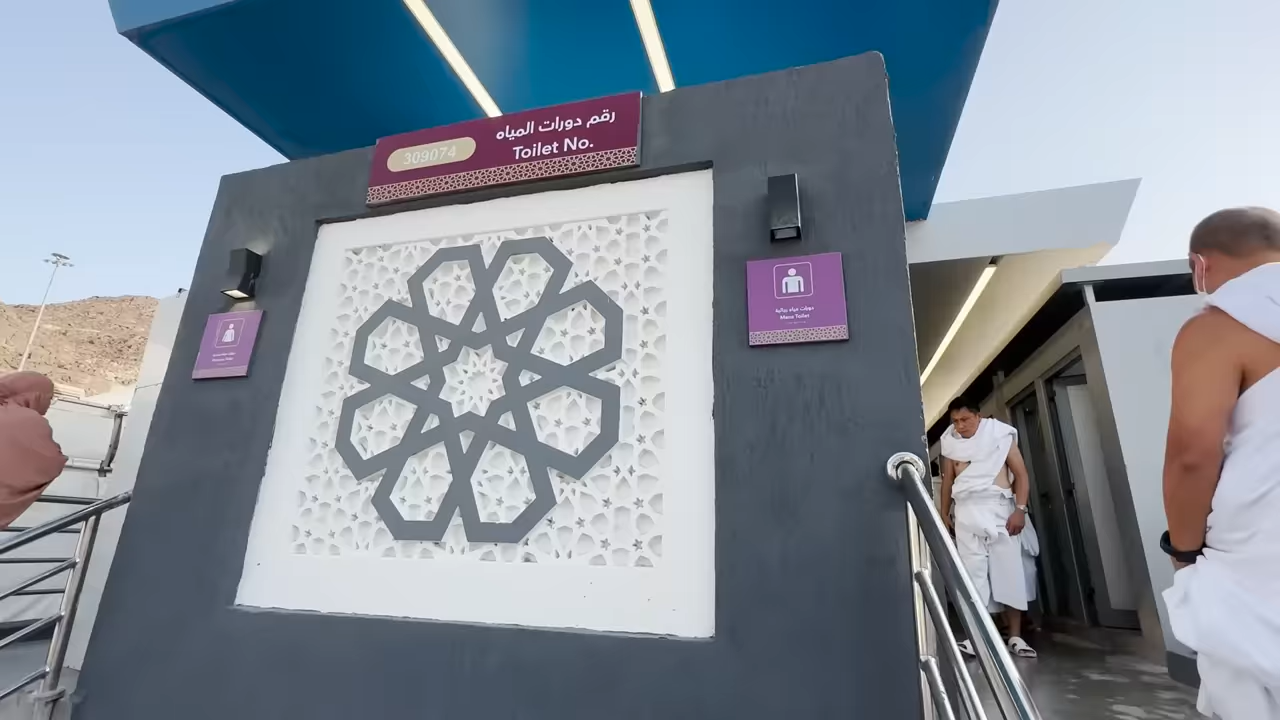 رقم دورات المياه
309074
Toilet No.
دورات مياه رجالية
Mens Toilet